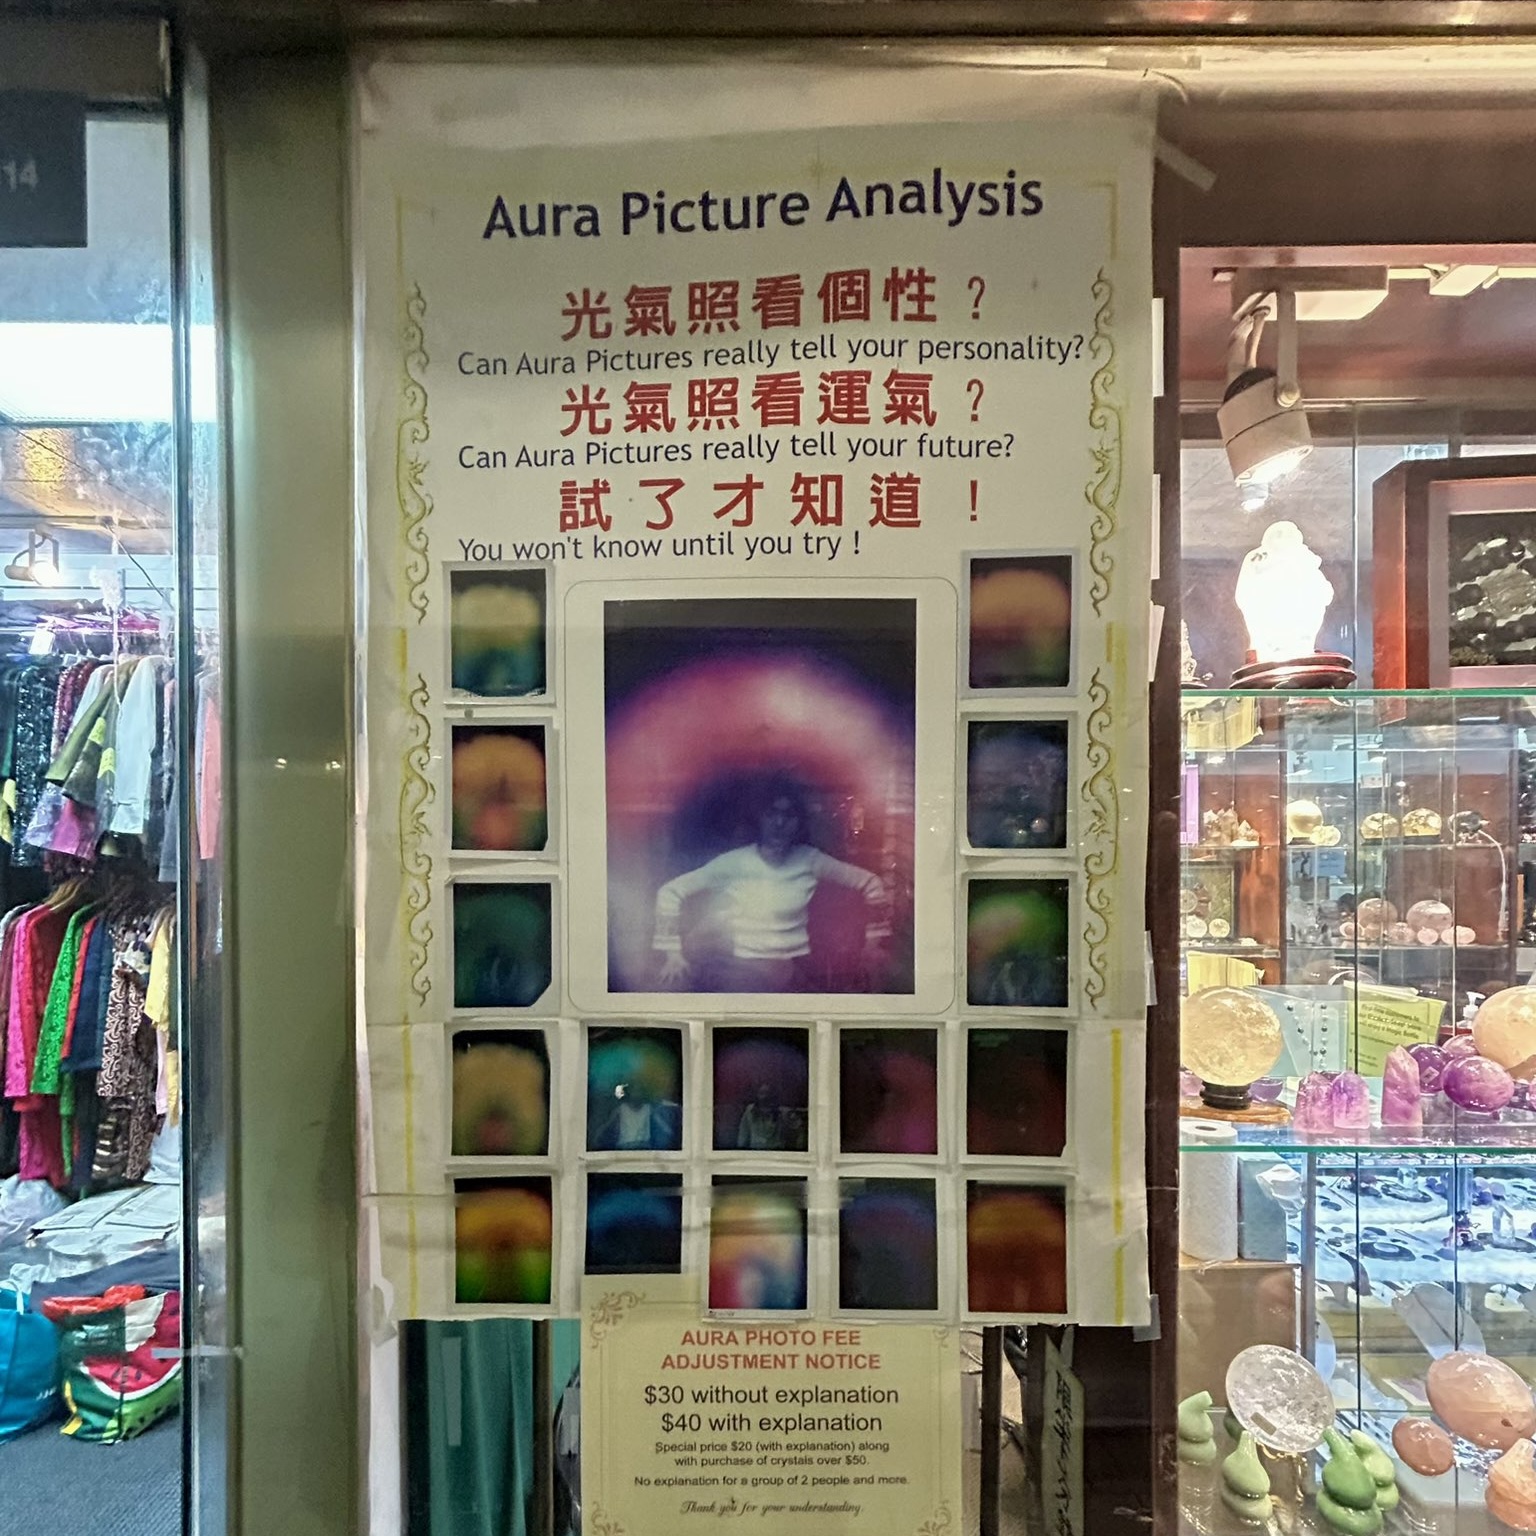 14
Aura Picture Analysis
光氣照看個性？
Can Aura Pictures really tell your personality?
光氣照看運氣？
Can Aura Pictures really tell your future?
試了才知道！
You won't know until you try !
AURA PHOTO FEE
ADJUSTMENT NOTICE
$30 without explanation
$40 with explanation
Special price $20 (with explanation) along
with purchase of crystals over $50.
No explanation for a group of 2 people and more.
Thank you for your understanding.